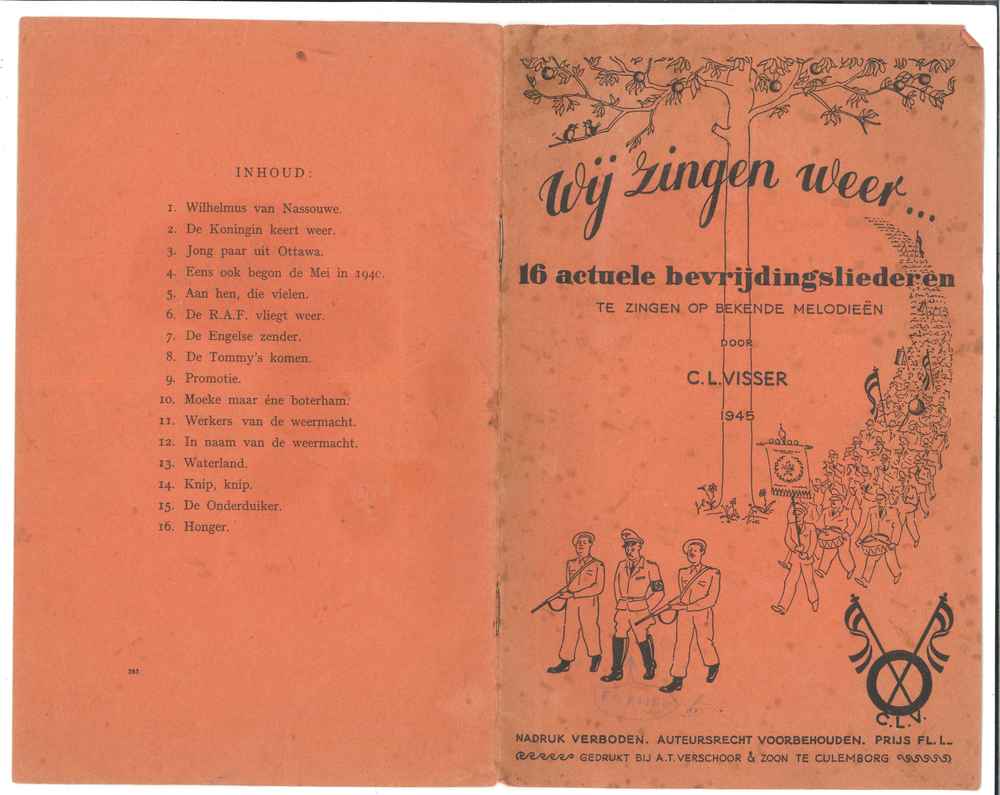 INHOUD:
1. Wilhelmus van Nassouwe.
2. De Koningin keert weer.
3. Jong paar uit Ottawa.
4. Eens ook begon de Mei in 1940.
5. Aan hen, die vielen.
6. De R.A.F. vliegt weer.
7. De Engelse zender.
8. De Tommy's komen.
9. Promotie.
10. Moeke maar éne boterham.
11. Werkers van de weermacht.
12. In naam van de weermacht.
13. Waterland.
14. Knip, knip.
15. De Onderduiker.
16. Honger.
Wij zingen weer...
16 actuele bevrijdingsliederen
TE ZINGEN OP BEKENDE MELODIEËN
DOOR
C.L.VISSER
1945
C.L.V.
NADRUK VERBODEN. AUTEURSRECHT VOORBEHOUDEN. PRIJS FL.1.-
GEDRUKT BIJ A.T. VERSCHOOR & ZOON TE CULEMBORG